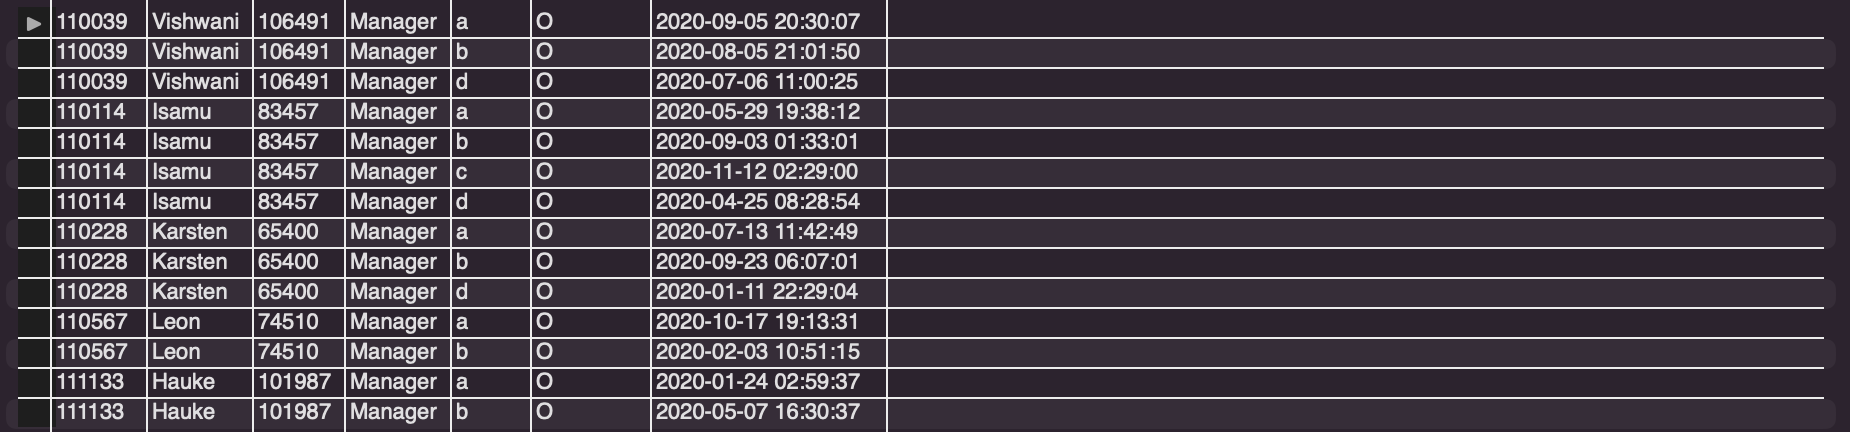 110039 Vishwani 106491 Manager a O 2020-09-05 20:30:07
110039 Vishwani 106491 Manager b O 2020-08-05 21:01:50
110039 Vishwani 106491 Manager d O 2020-07-06 11:00:25
110114 Isamu 83457 Manager a O 2020-05-29 19:38:12
110114 Isamu 83457 Manager b O 2020-09-03 01:33:01
110114 Isamu 83457 Manager c O 2020-11-12 02:29:00
110114 Isamu 83457 Manager d O 2020-04-25 08:28:54
110228 Karsten 65400 Manager a O 2020-07-13 11:42:49
110228 Karsten 65400 Manager b O 2020-09-23 06:07:01
110228 Karsten 65400 Manager d O 2020-01-11 22:29:04
110567 Leon 74510 Manager a O 2020-10-17 19:13:31
110567 Leon 74510 Manager b O 2020-02-03 10:51:15
111133 Hauke 101987 Manager a O 2020-01-24 02:59:37
111133 Hauke 101987 Manager b O 2020-05-07 16:30:37